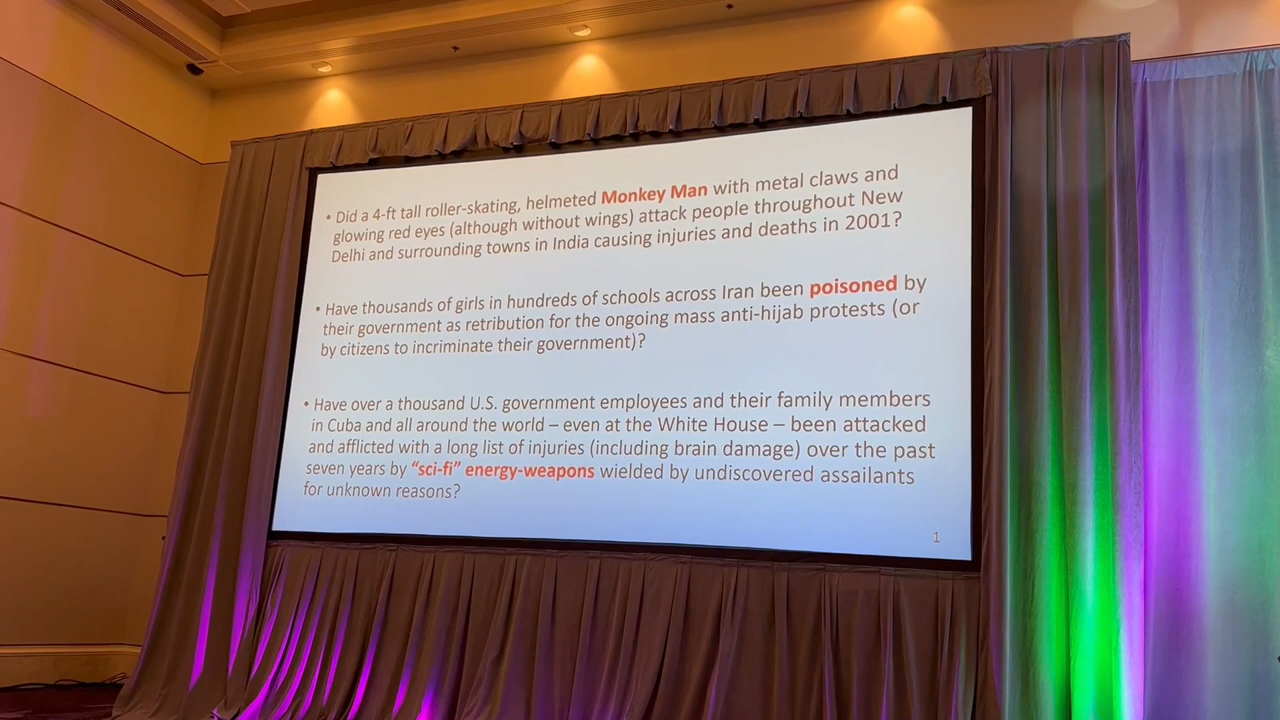 • Did a 4-ft tall roller-skating, helmeted Monkey Man with metal claws and
glowing red eyes (although without wings) attack people throughout New
Delhi and surrounding towns in India causing injuries and deaths in 2001?
• Have thousands of girls in hundreds of schools across Iran been poisoned by
their government as retribution for the ongoing mass anti-hijab protests (or
by citizens to incriminate their government)?
• Have over a thousand U.S. government employees and their family members
in Cuba and all around the world – even at the White House – been attacked
and afflicted with a long list of injuries (including brain damage) over the past
seven years by “sci-fi” energy-weapons wielded by undiscovered assailants
for unknown reasons?
1